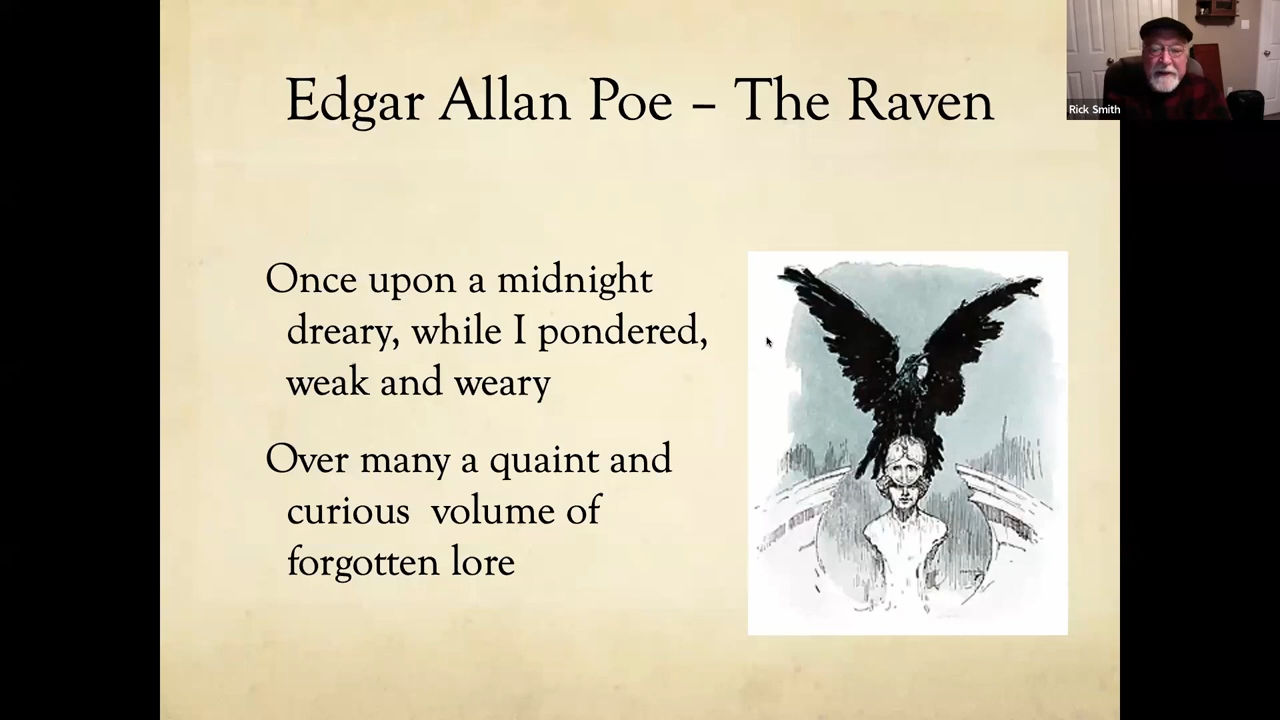 Edgar Allan Poe – The Raven
Rick Smith
Once upon a midnight
dreary, while I pondered,
weak and weary
Over many a quaint and
curious  volume of
forgotten lore